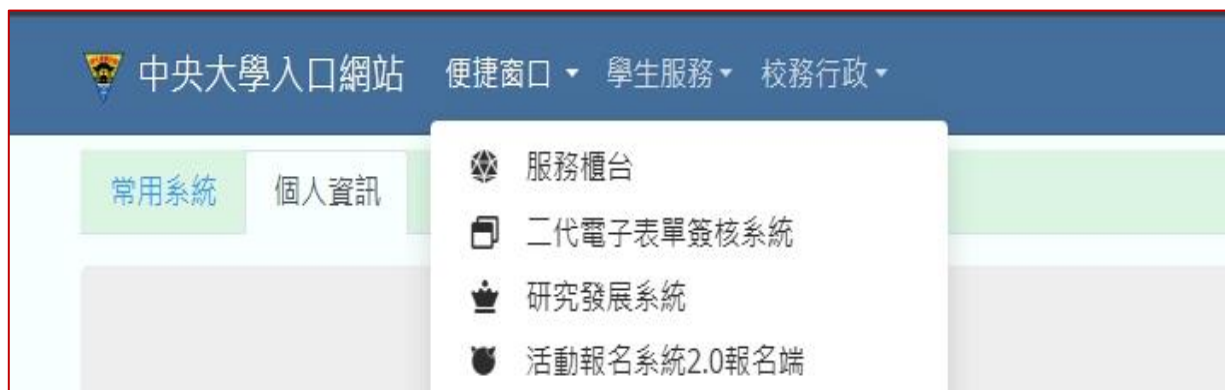 中央大學入口網站 便捷窗口 學生服務 校務行政
常用系統 個人資訊
服務櫃台
二代電子表單簽核系統
研究發展系統
活動報名系統2.0報名端